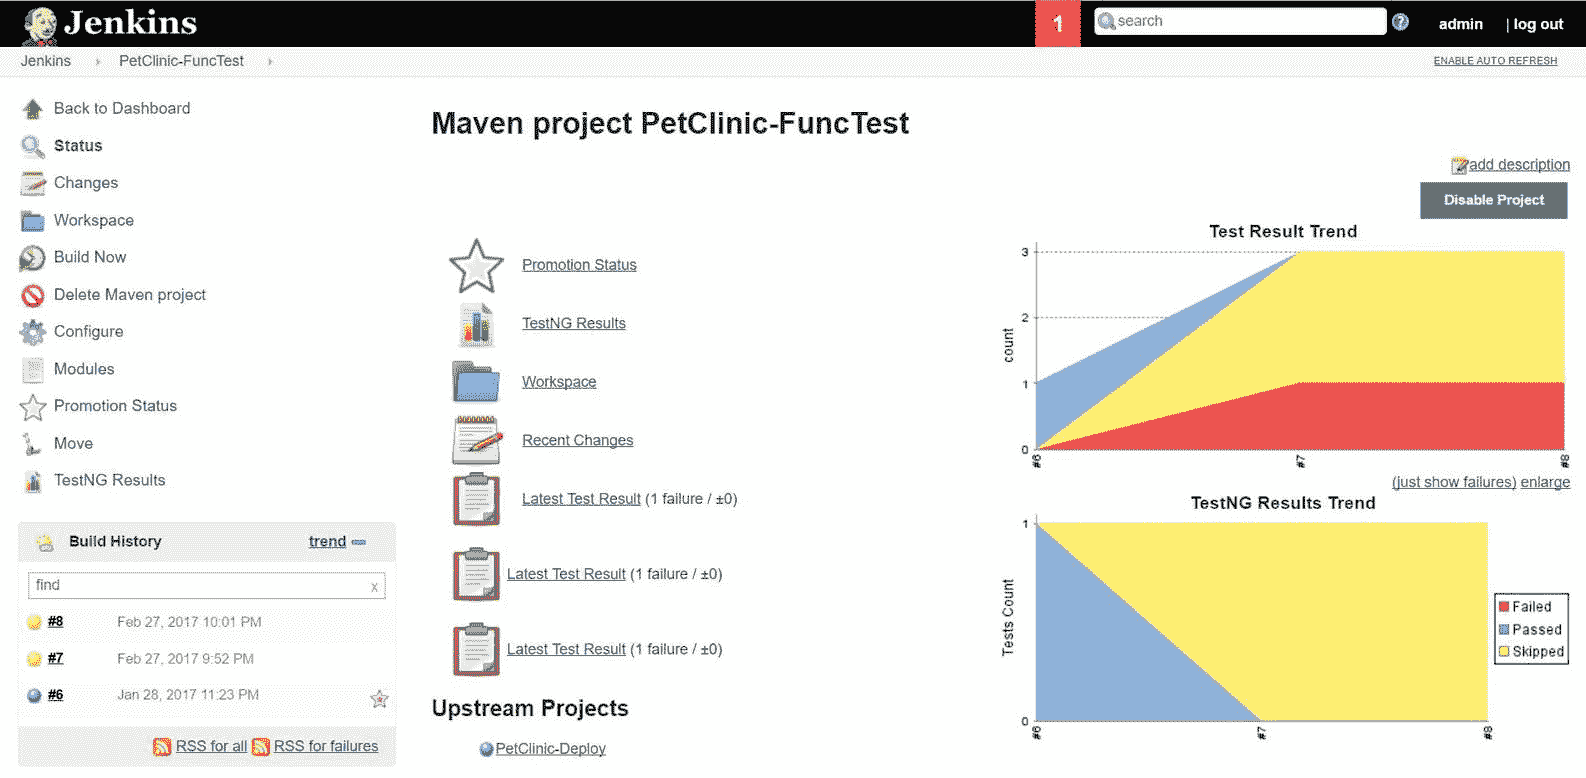 Jenkins
1
search
admin
| log out
Jenkins
PetClinic-FuncTest
ENABLE AUTO REFRESH
Back to Dashboard
Status
Changes
Workspace
Build Now
Delete Maven project
Configure
Modules
Promotion Status
Move
TestNG Results
Build History
trend
find
x
#8 Feb 27, 2017 10:01 PM
#7 Feb 27, 2017 9:52 PM
#6 Jan 28, 2017 11:23 PM
RSS for all RSS for failures
Maven project PetClinic-FuncTest
add description
Disable Project
Promotion Status
TestNG Results
Workspace
Recent Changes
Latest Test Result (1 failure / ±0)
Latest Test Result (1 failure / ±0)
Latest Test Result (1 failure / ±0)
Upstream Projects
PetClinic-Deploy
Test Result Trend
count
3
2
1
0
#6
#7
#8
(just show failures) enlarge
TestNG Results Trend
Tests Count
1
0
#6
#7
#8
Failed
Passed
Skipped